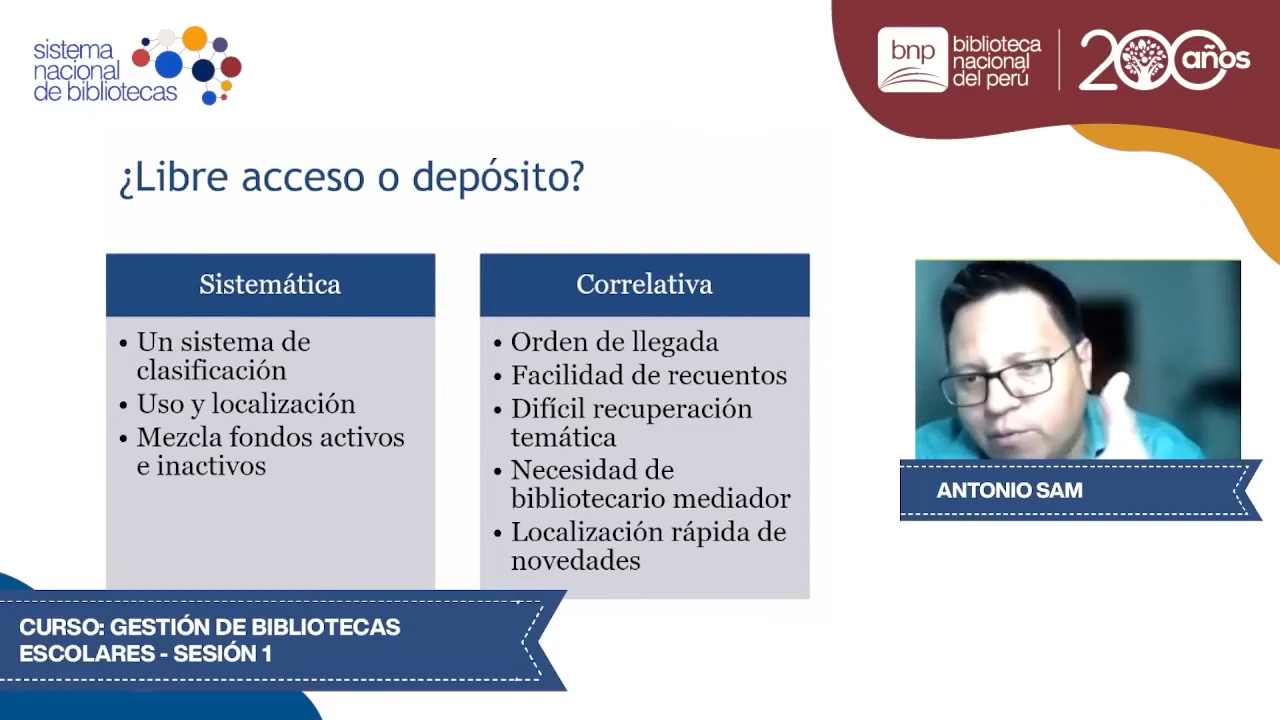 sistema
nacional
de bibliotecas
bnp
biblioteca
nacional
del perú
200 años
¿Libre acceso o depósito?
Sistemática
• Un sistema de
clasificación
• Uso y localización
• Mezcla fondos activos
e inactivos
Correlativa
• Orden de llegada
• Facilidad de recuentos
• Difícil recuperación
temática
• Necesidad de
bibliotecario mediador
• Localización rápida de
novedades
ANTONIO SAM
CURSO: GESTIÓN DE BIBLIOTECAS
ESCOLARES - SESIÓN 1